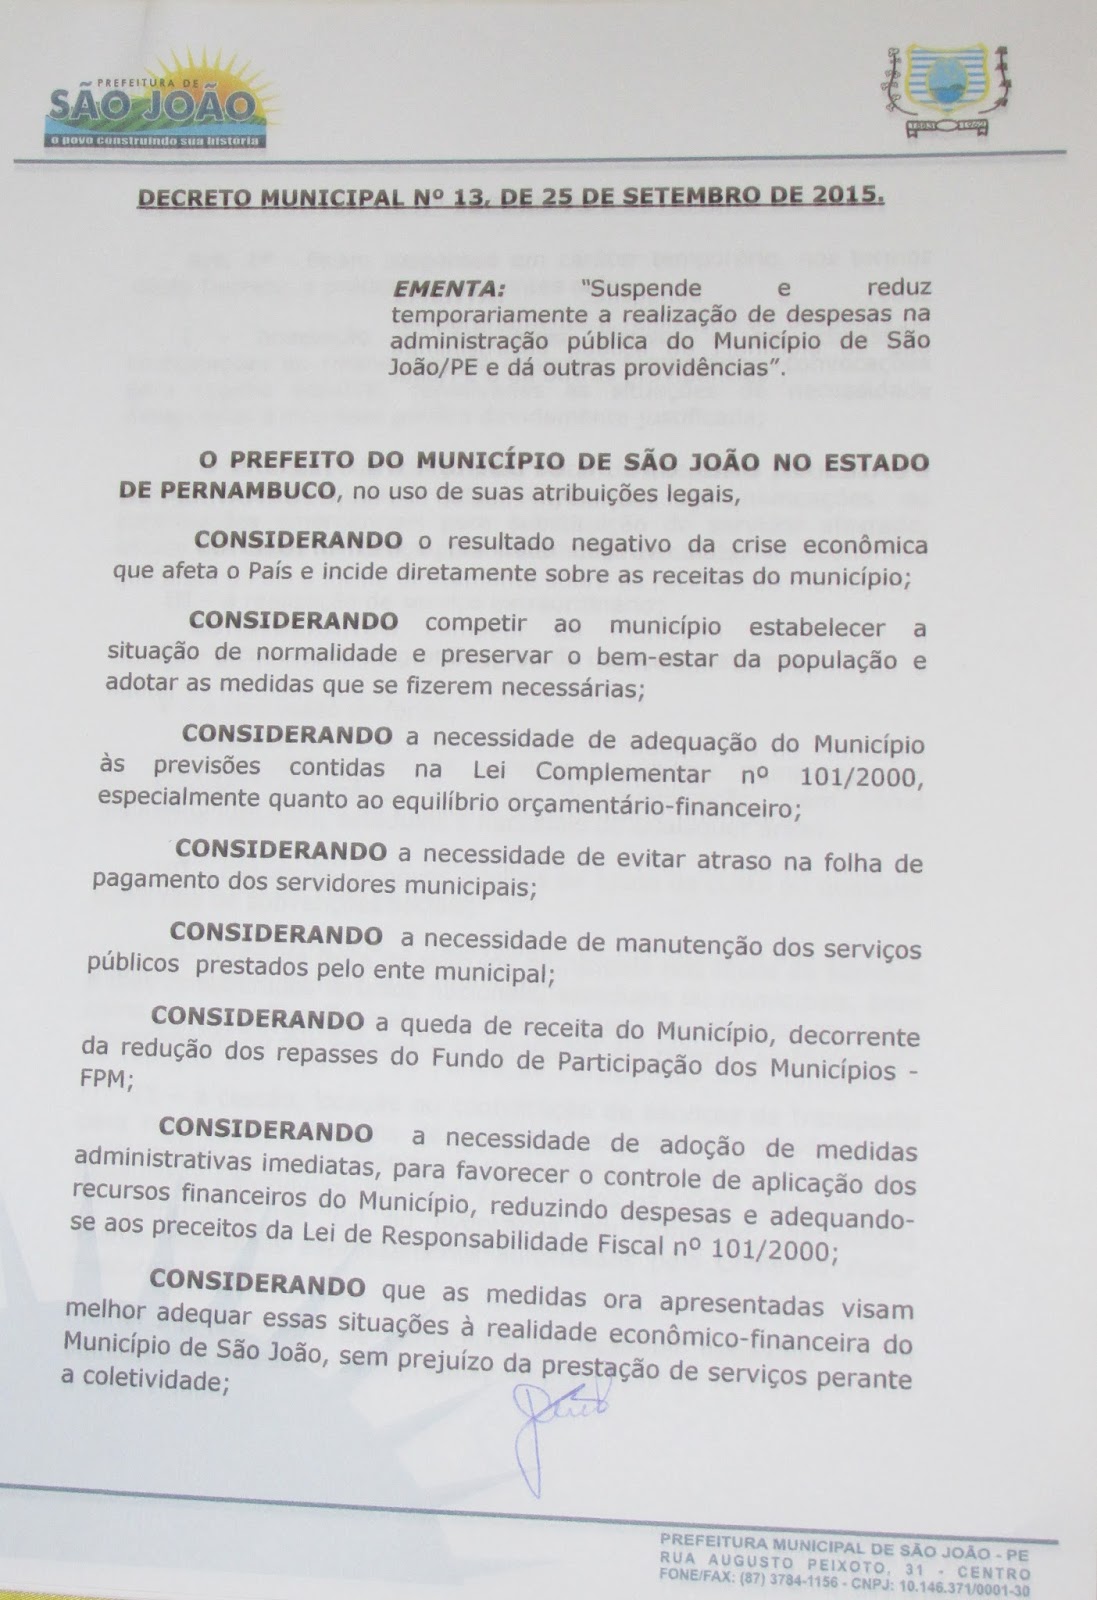 PREFEITURA DE
SÃO JOÃO
o povo construindo sua história
1883 1962
DECRETO MUNICIPAL Nº 13, DE 25 DE SETEMBRO DE 2015.
EMENTA: "Suspende e reduz
temporariamente a realização de despesas na
administração pública do Município de São
João/PE e dá outras providências".
O PREFEITO DO MUNICÍPIO DE SÃO JOÃO NO ESTADO
DE PERNAMBUCO, no uso de suas atribuições legais,
CONSIDERANDO o resultado negativo da crise econômica
que afeta o País e incide diretamente sobre as receitas do município;
CONSIDERANDO competir ao município estabelecer a
situação de normalidade e preservar o bem-estar da população e
adotar as medidas que se fizerem necessárias;
CONSIDERANDO a necessidade de adequação do Município
às previsões contidas na Lei Complementar nº 101/2000,
especialmente quanto ao equilíbrio orçamentário-financeiro;
CONSIDERANDO a necessidade de evitar atraso na folha de
pagamento dos servidores municipais;
CONSIDERANDO a necessidade de manutenção dos serviços
públicos prestados pelo ente municipal;
CONSIDERANDO a queda de receita do Município, decorrente
da redução dos repasses do Fundo de Participação dos Municípios -
FPM;
CONSIDERANDO a necessidade de adoção de medidas
administrativas imediatas, para favorecer o controle de aplicação dos
recursos financeiros do Município, reduzindo despesas e adequando-
se aos preceitos da Lei de Responsabilidade Fiscal nº 101/2000;
CONSIDERANDO que as medidas ora apresentadas visam
melhor adequar essas situações à realidade econômico-financeira do
Município de São João, sem prejuízo da prestação de serviços perante
a coletividade;
PREFEITURA MUNICIPAL DE SÃO JOÃO - PE
RUA AUGUSTO PEIXOTO, 31 - CENTRO
FONE/FAX: (87) 3784-1156 - CNPJ: 10.146.371/0001-30